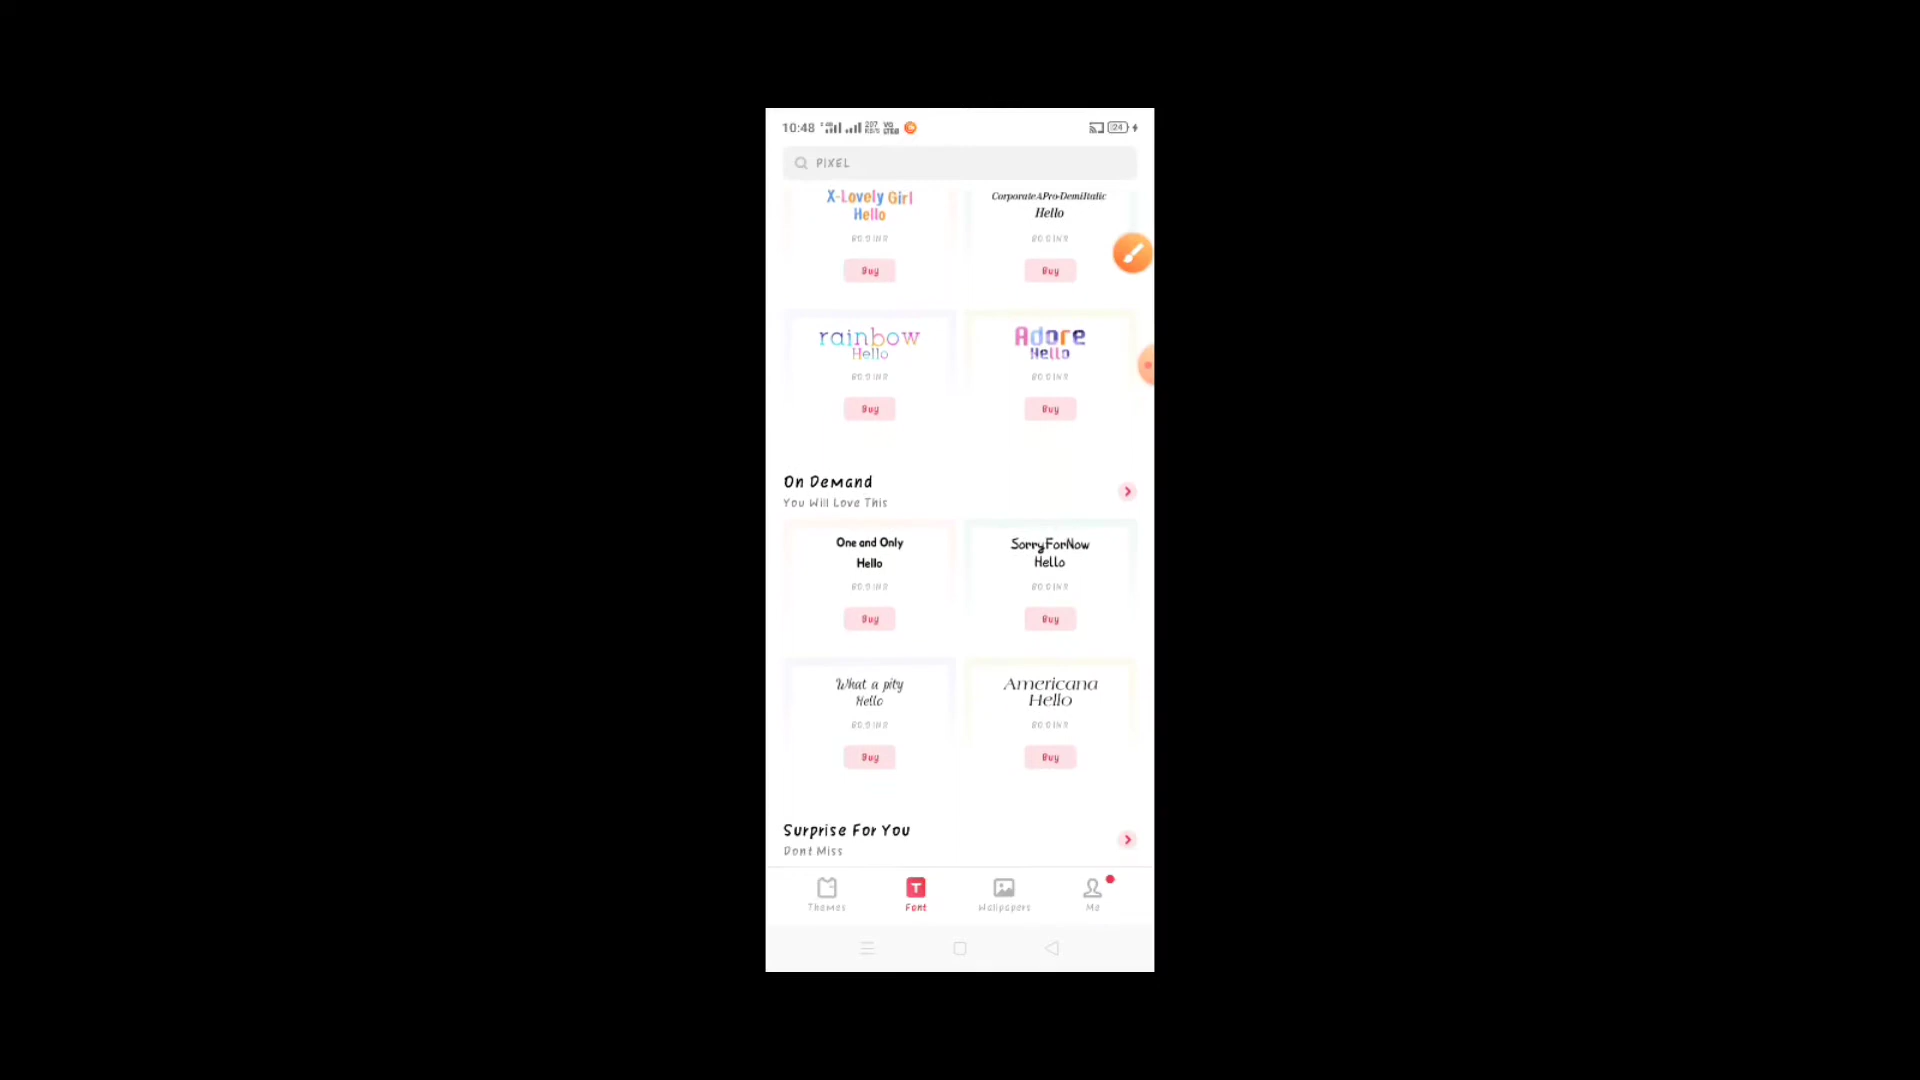 10:48
PIXEL
X-Lovely Girl
Hello
CorporateAPro-DemiItalic
Hello
Buy
Buy
rainbow
Hello
Adore
Hello
Buy
Buy
On Demand
You Will Love This
One and Only
Hello
SorryForNow
Hello
Buy
Buy
What a pity
Hello
Americana
Hello
Buy
Buy
Surprise For You
Dont Miss
Themes
Font
Wallpapers
Me